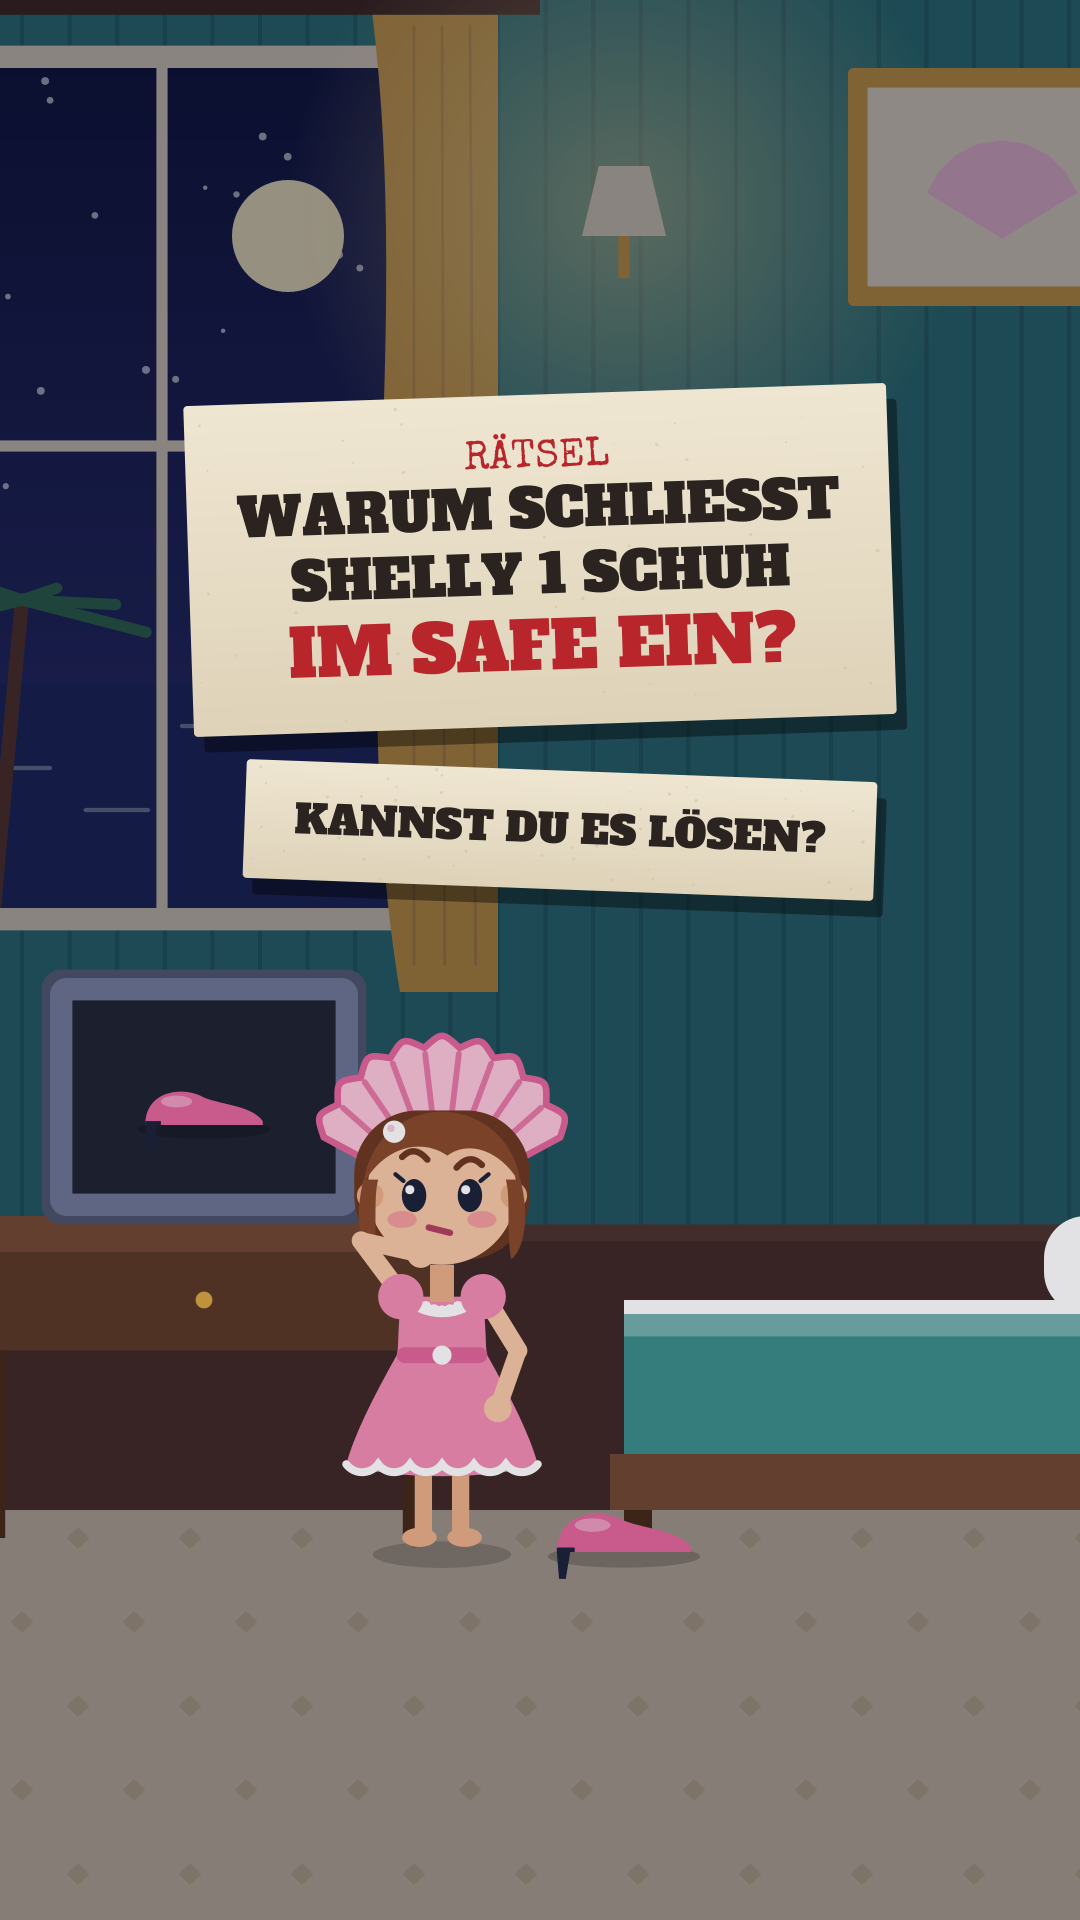 RÄTSEL
WARUM SCHLIESST
SHELLY 1 SCHUH
IM SAFE EIN?
KANNST DU ES LÖSEN?